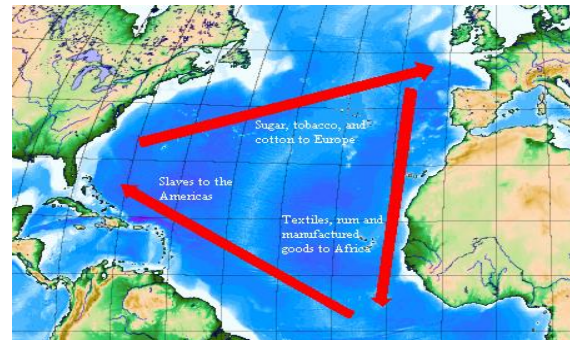 Sugar, tobacco, and
cotton to Europe
Slaves to the
Americas
Textiles, rum and
manufactured
goods to Africa